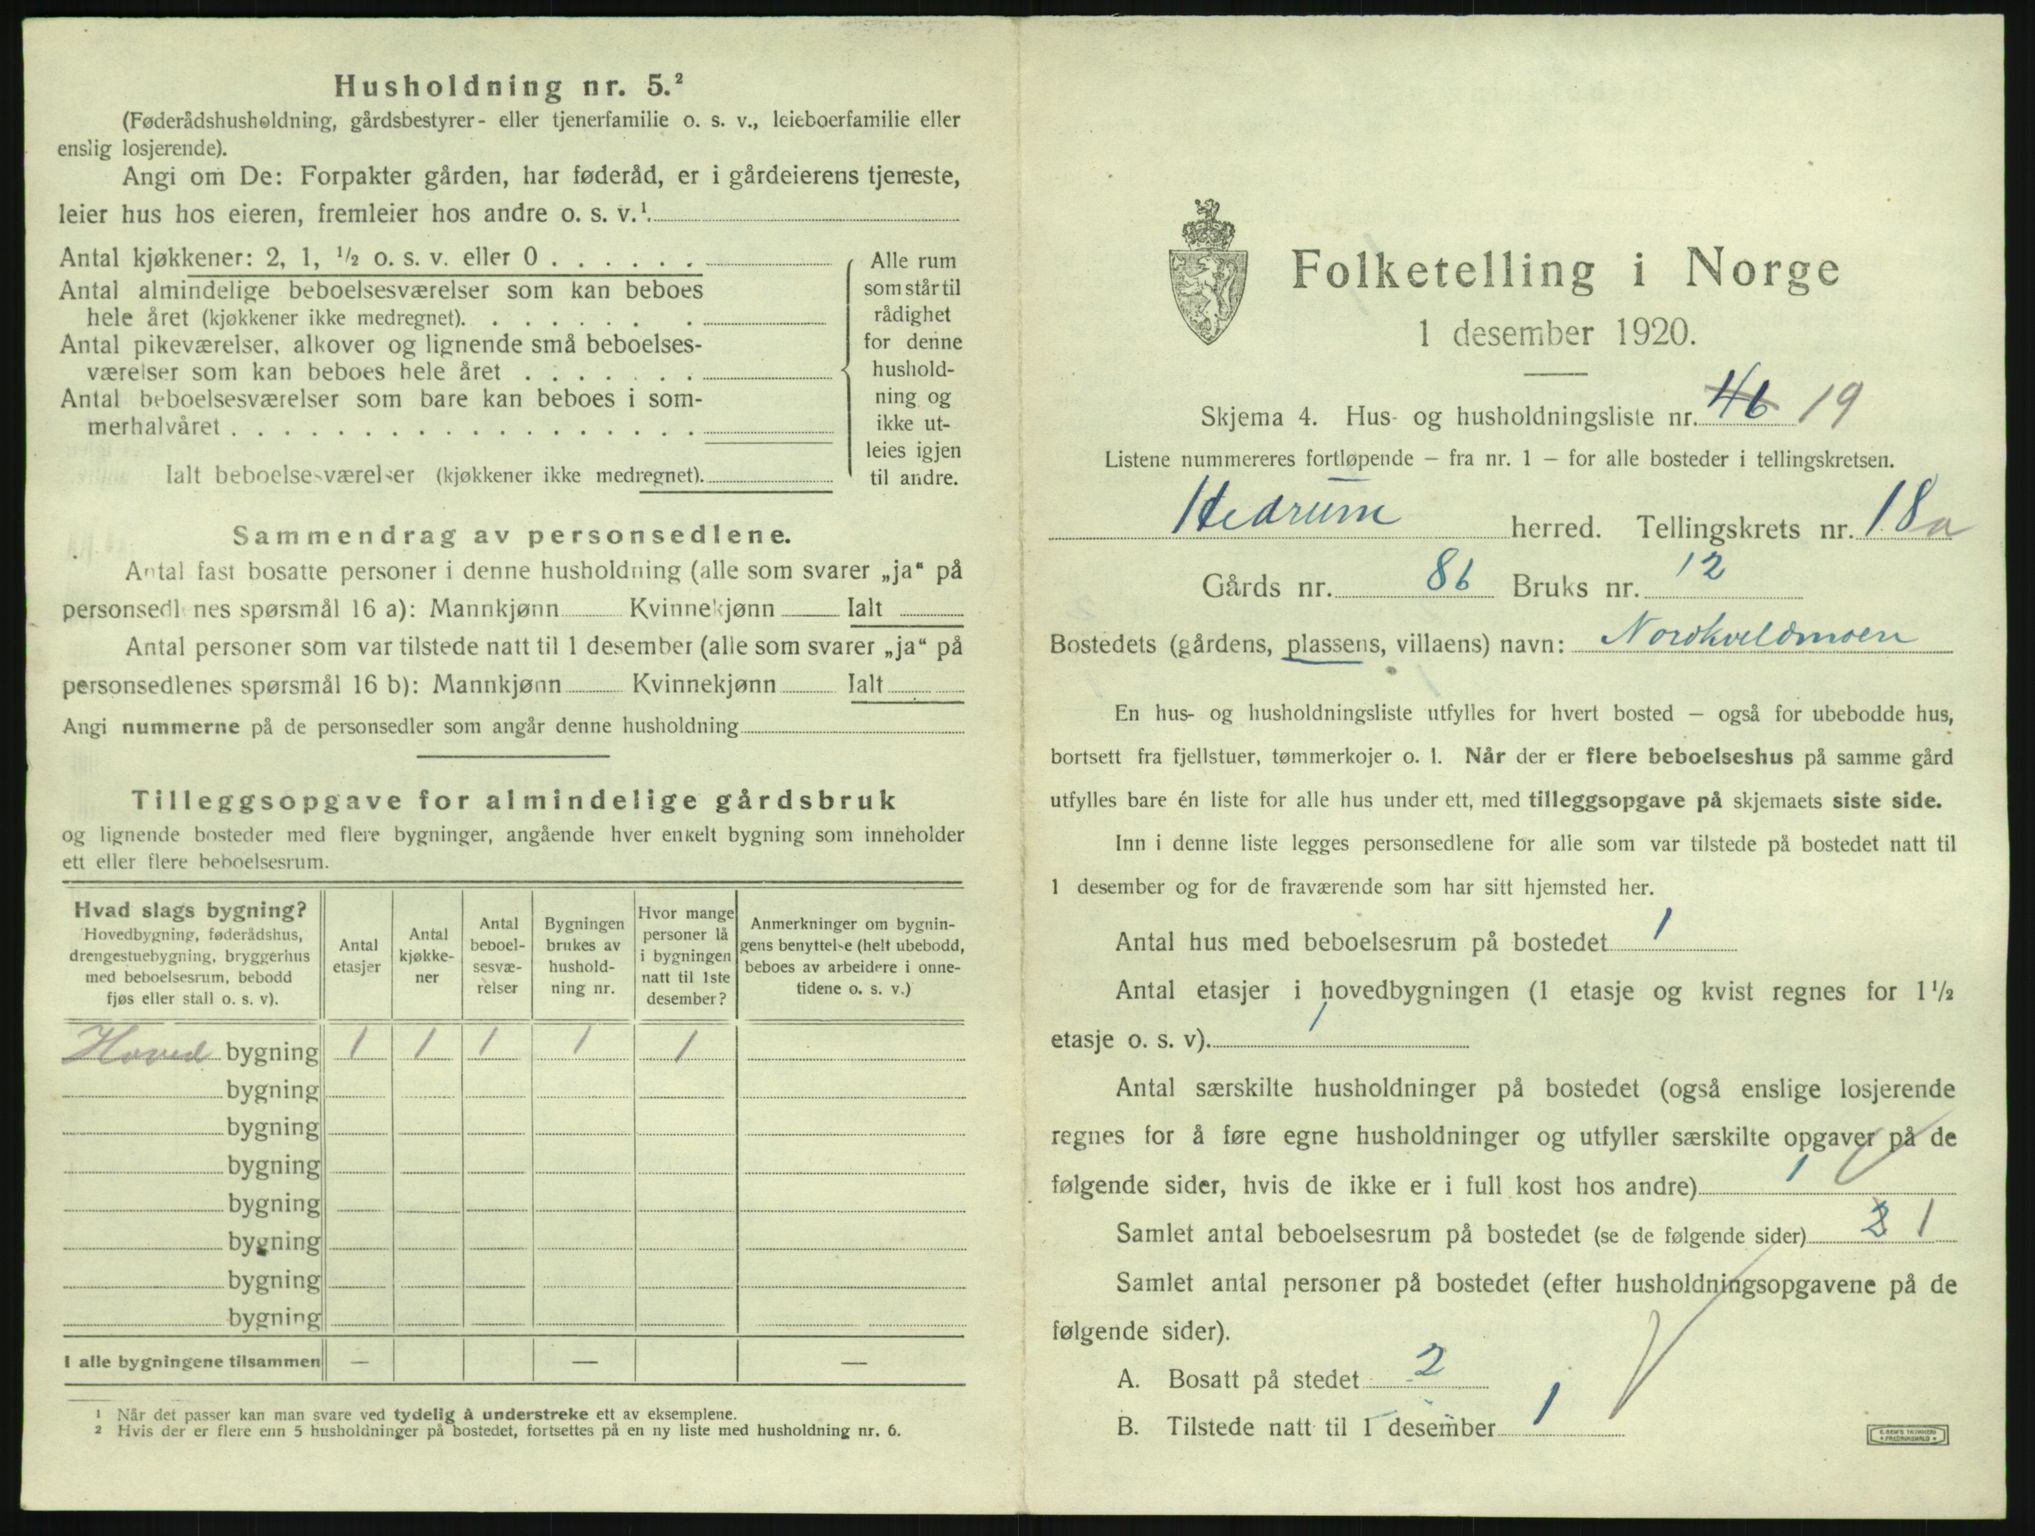 Husholdning nr. 5.²
(Føderådshusholdning, gårdsbestyrer- eller tjenerfamilie o. s. v., leieboerfamilie eller
enslig losjerende).
Angi om De: Forpakter gården, har føderåd, er i gårdeierens tjeneste,
leier hus hos eieren, fremleier hos andre o. s. v.¹
Antal kjøkkener: 2, 1, ½ o. s. v. eller 0 . . . . . .
Antal almindelige beboelsesværelser som kan beboes
hele året (kjøkkener ikke medregnet). . . . . . . .
Antal pikeværelser, alkover og lignende små beboelses-
værelser som kan beboes hele året . . . . . . .
Antal beboelsesværelser som bare kan beboes i som-
merhalvåret . . . . . . . . . . . . . . . . . .
Ialt beboelsesværelser (kjøkkener ikke medregnet).
Alle rum
som står til
rådighet
for denne
hushold-
ning og
ikke ut-
leies igjen
til andre.
Sammendrag av personsedlene.
Antal fast bosatte personer i denne husholdning (alle som svarer „ja“ på
personsedlenes spørsmål 16 a): Mannkjønn Kvinnekjønn Ialt
Antal personer som var tilstede natt til 1 desember (alle som svarer „ja“ på
personsedlenes spørsmål 16 b): Mannkjønn Kvinnekjønn Ialt
Angi nummerne på de personsedler som angår denne husholdning
Tilleggsopgave for almindelige gårdsbruk
og lignende bosteder med flere bygninger, angående hver enkelt bygning som inneholder
ett eller flere beboelsesrum.
Hvad slags bygning?
Hovedbygning, føderådshus,
drengestuebygning, bryggerhus
med beboelsesrum, bebodd
fjøs eller stall o. s. v).
Antal
etasjer
Antal
kjøkke-
ner
Antal
beboel-
sesvæ-
relser
Bygningen
brukes av
hushold-
ning nr.
Hvor mange
personer lå
i bygningen
natt til 1ste
desember?
Anmerkninger om bygnin-
gens benyttelse (helt ubebodd,
beboes av arbeidere i onne-
tidene o. s. v.)
Hoved bygning 1 1 1 1 1
bygning
bygning
bygning
bygning
bygning
bygning
bygning
I alle bygningene tilsammen — — —
¹ Når det passer kan man svare ved tydelig å understreke ett av eksemplene.
² Hvis der er flere enn 5 husholdninger på bostedet, fortsettes på en ny liste med husholdning nr. 6.
Folketelling i Norge
1 desember 1920.
Skjema 4. Hus- og husholdningsliste nr. 46 19
Listene nummereres fortløpende – fra nr. 1 – for alle bosteder i tellingskretsen.
Hedrum herred. Tellingskrets nr. 18a
Gårds nr. 86 Bruks nr. 12
Bostedets (gårdens, plassens, villaens) navn: Nordkveldmoen
En hus- og husholdningsliste utfylles for hvert bosted – også for ubebodde hus,
bortsett fra fjellstuer, tømmerkojer o. l. Når der er flere beboelseshus på samme gård
utfylles bare én liste for alle hus under ett, med tilleggsopgave på skjemaets siste side.
Inn i denne liste legges personsedlene for alle som var tilstede på bostedet natt til
1 desember og for de fraværende som har sitt hjemsted her.
Antal hus med beboelsesrum på bostedet 1
Antal etasjer i hovedbygningen (1 etasje og kvist regnes for 1½
etasje o. s. v). 1
Antal særskilte husholdninger på bostedet (også enslige losjerende
regnes for å føre egne husholdninger og utfyller særskilte opgaver på de
følgende sider, hvis de ikke er i full kost hos andre) 1
Samlet antal beboelsesrum på bostedet (se de følgende sider) 2 1
Samlet antal personer på bostedet (efter husholdningsopgavene på de
følgende sider).
A. Bosatt på stedet 2
B. Tilstede natt til 1 desember 1